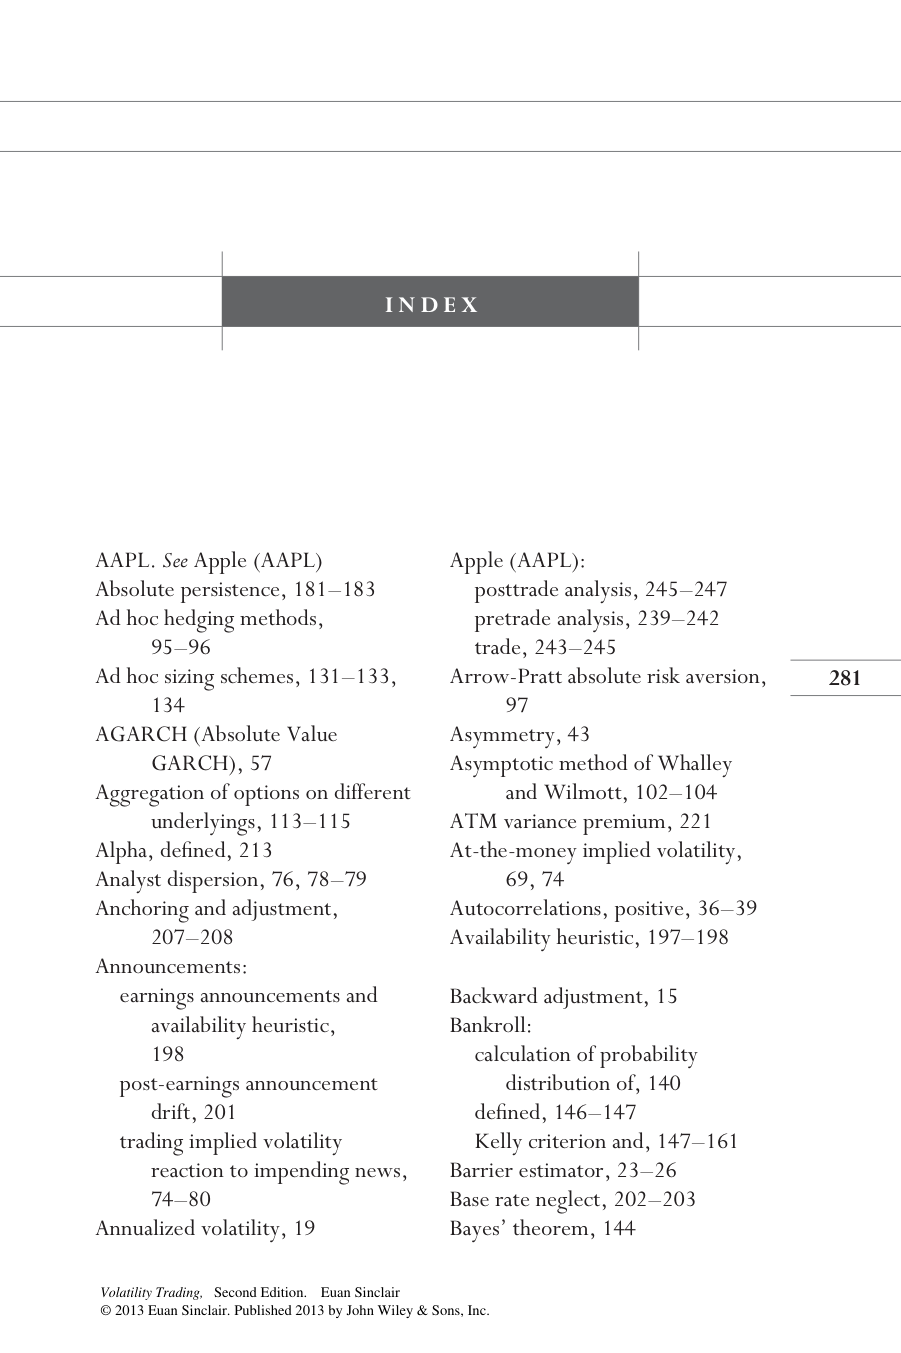 INDEX
AAPL. See Apple (AAPL)
Absolute persistence, 181–183
Ad hoc hedging methods,
95–96
Ad hoc sizing schemes, 131–133,
134
AGARCH (Absolute Value
GARCH), 57
Aggregation of options on different
underlyings, 113–115
Alpha, defined, 213
Analyst dispersion, 76, 78–79
Anchoring and adjustment,
207–208
Announcements:
earnings announcements and
availability heuristic,
198
post-earnings announcement
drift, 201
trading implied volatility
reaction to impending news,
74–80
Annualized volatility, 19
Apple (AAPL):
posttrade analysis, 245–247
pretrade analysis, 239–242
trade, 243–245
Arrow-Pratt absolute risk aversion,
97
Asymmetry, 43
Asymptotic method of Whalley
and Wilmott, 102–104
ATM variance premium, 221
At-the-money implied volatility,
69, 74
Autocorrelations, positive, 36–39
Availability heuristic, 197–198
Backward adjustment, 15
Bankroll:
calculation of probability
distribution of, 140
defined, 146–147
Kelly criterion and, 147–161
Barrier estimator, 23–26
Base rate neglect, 202–203
Bayes’ theorem, 144
281
Volatility Trading, Second Edition. Euan Sinclair
© 2013 Euan Sinclair. Published 2013 by John Wiley & Sons, Inc.